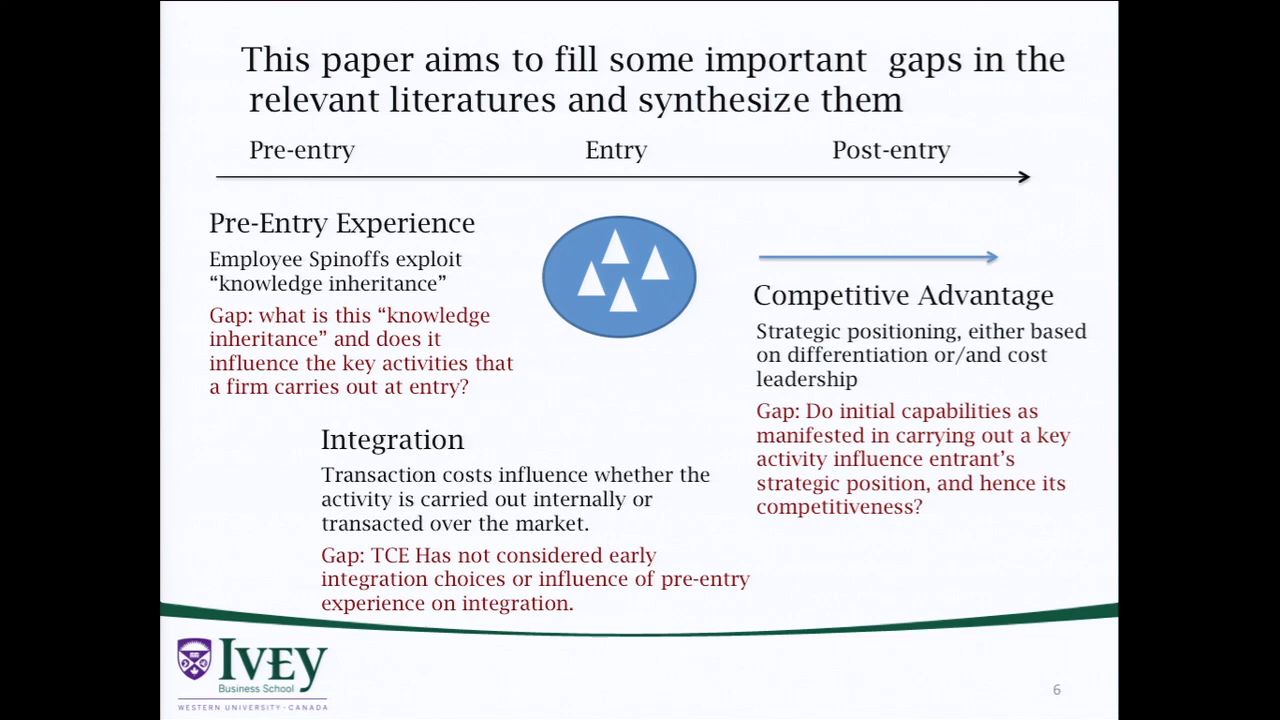 This paper aims to fill some important gaps in the
relevant literatures and synthesize them
Pre-entry
Entry
Post-entry
Pre-Entry Experience
Employee Spinoffs exploit
“knowledge inheritance”
Gap: what is this “knowledge
inheritance” and does it
influence the key activities that
a firm carries out at entry?
Integration
Transaction costs influence whether the
activity is carried out internally or
transacted over the market.
Gap: TCE Has not considered early
integration choices or influence of pre-entry
experience on integration.
Competitive Advantage
Strategic positioning, either based
on differentiation or/and cost
leadership
Gap: Do initial capabilities as
manifested in carrying out a key
activity influence entrant’s
strategic position, and hence its
competitiveness?
IVEY
Business School
WESTERN UNIVERSITY · CANADA
6